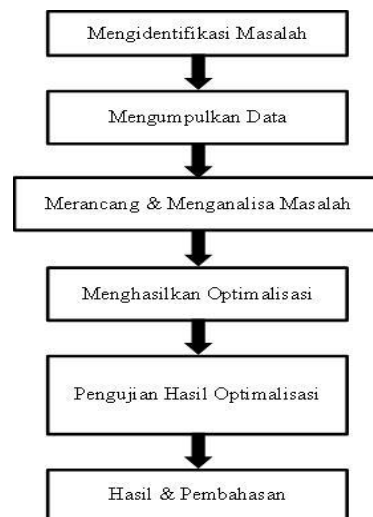 Mengidentifikasi Masalah
Mengumpulkan Data
Merancang & Menganalisa Masalah
Menghasilkan Optimalisasi
Pengujian Hasil Optimalisasi
Hasil & Pembahasan